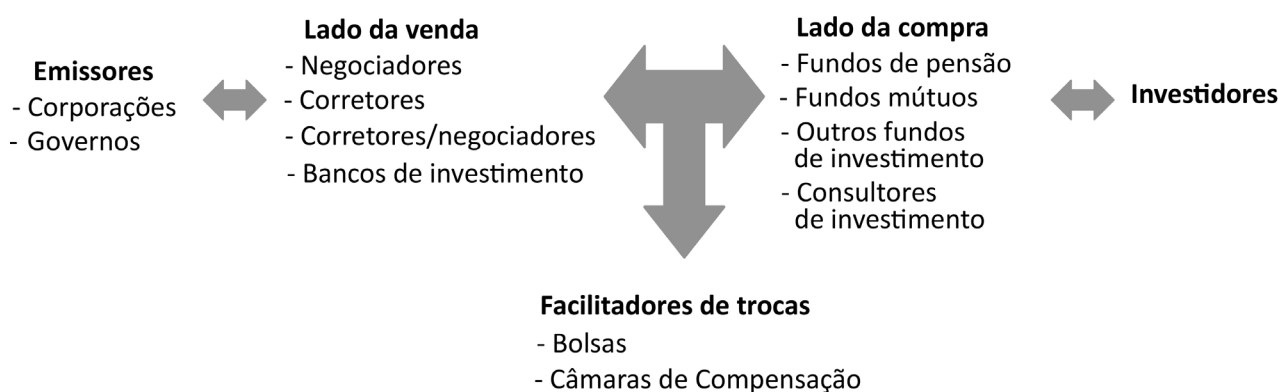 Emissores
- Corporações
- Governos
Lado da venda
- Negociadores
- Corretores
- Corretores/negociadores
- Bancos de investimento
Lado da compra
- Fundos de pensão
- Fundos mútuos
- Outros fundos
de investimento
- Consultores
de investimento
Investidores
Facilitadores de trocas
- Bolsas
- Câmaras de Compensação